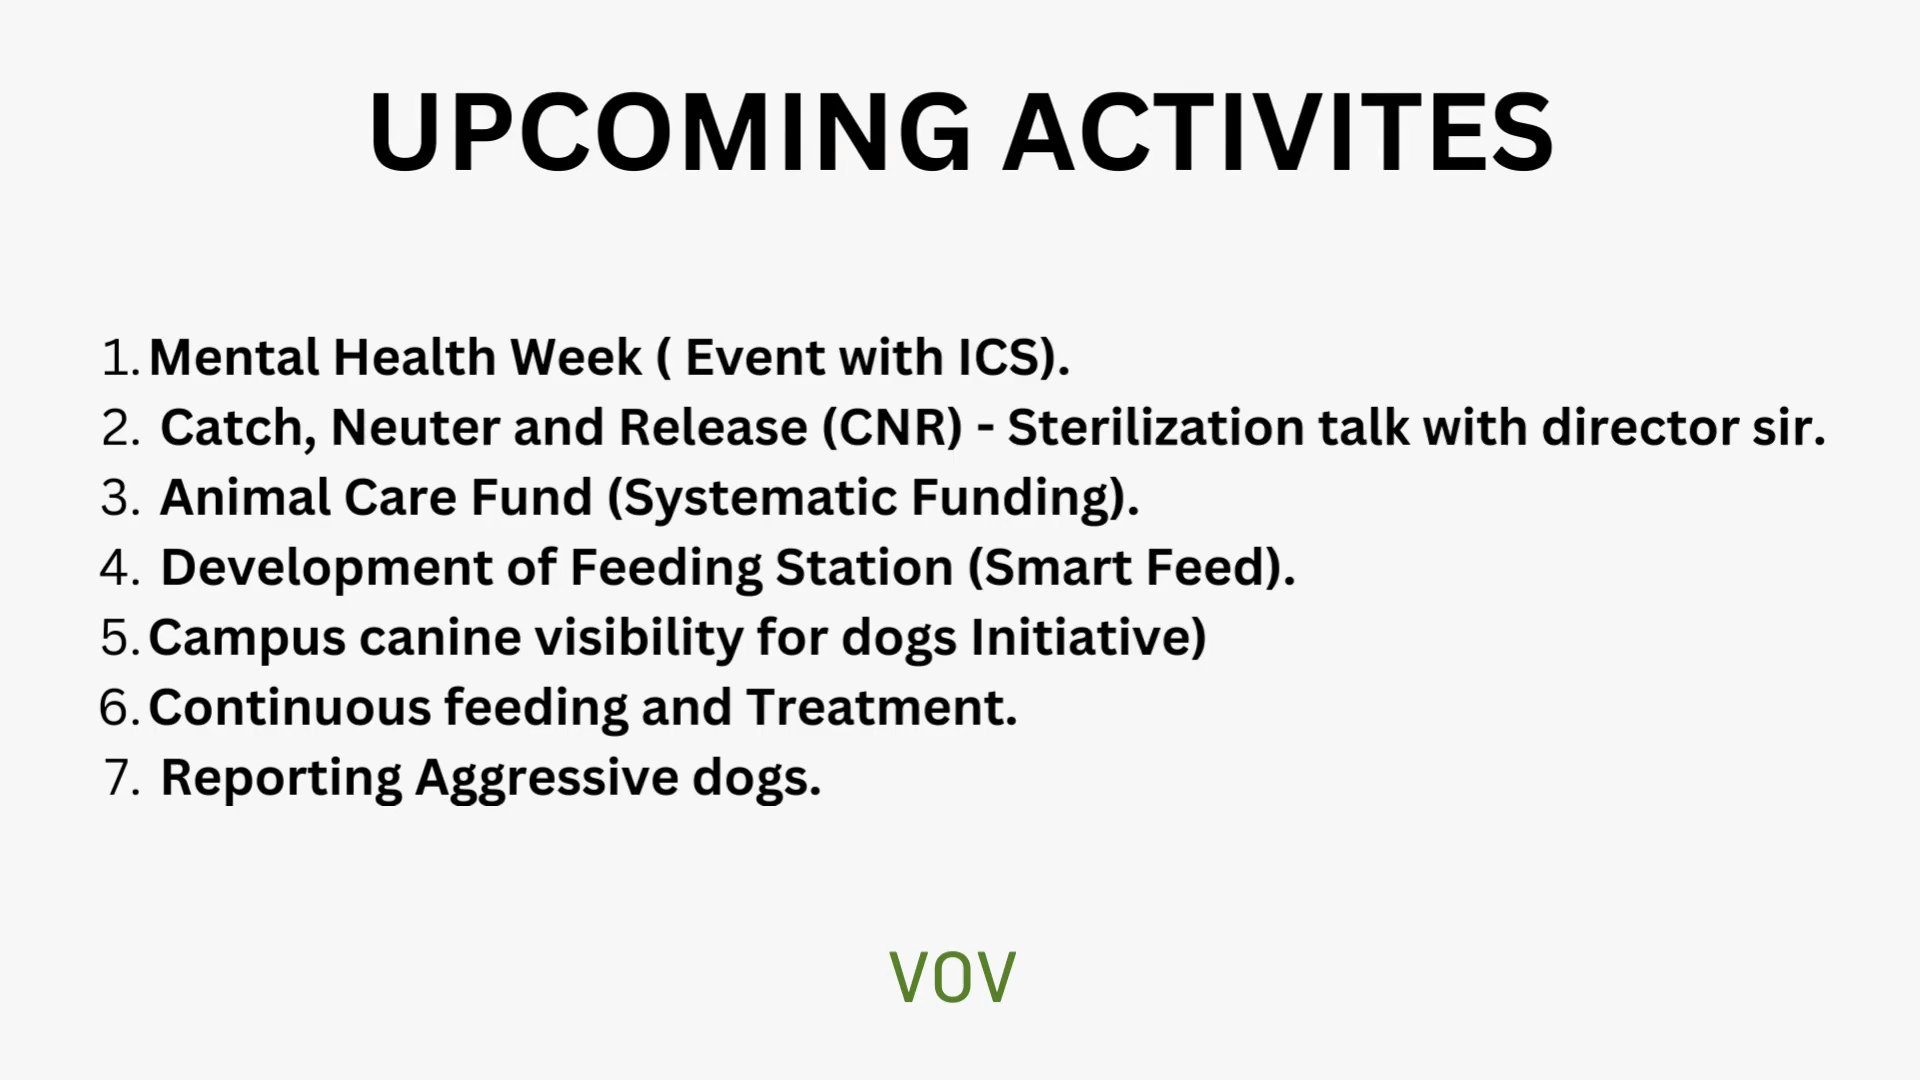 UPCOMING ACTIVITES
1. Mental Health Week ( Event with ICS).
2. Catch, Neuter and Release (CNR) - Sterilization talk with director sir.
3. Animal Care Fund (Systematic Funding).
4. Development of Feeding Station (Smart Feed).
5. Campus canine visibility for dogs Initiative)
6. Continuous feeding and Treatment.
7. Reporting Aggressive dogs.
VOV